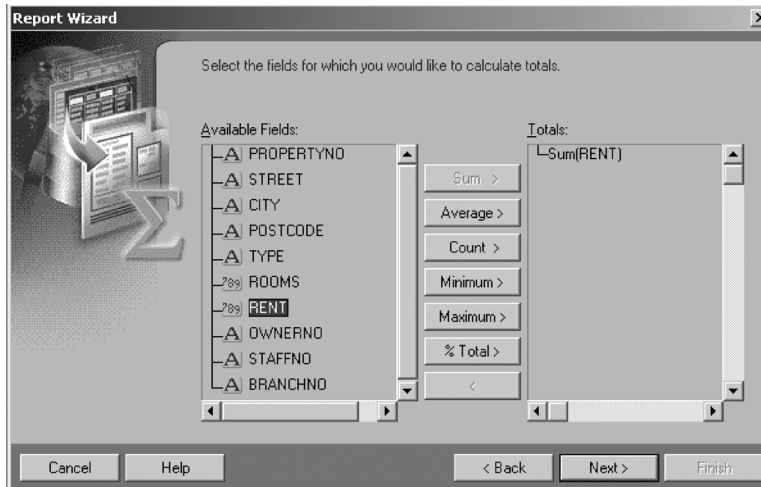 Report Wizard
Select the fields for which you would like to calculate totals.
Available Fields:
A PROPERTYNO
A STREET
A CITY
A POSTCODE
A TYPE
789 ROOMS
789 RENT
A OWNERNO
A STAFFNO
A BRANCHNO
Sum >
Average >
Count >
Minimum >
Maximum >
% Total >
<
Totals:
Sum(RENT)
Σ
Cancel
Help
< Back
Next >
Finish